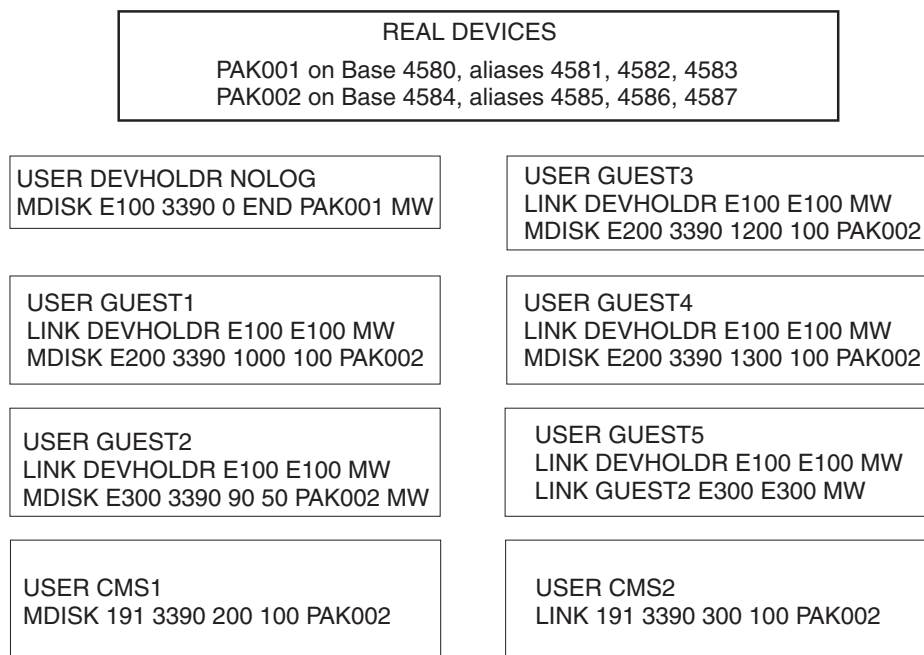 REAL DEVICES
PAK001 on Base 4580, aliases 4581, 4582, 4583
PAK002 on Base 4584, aliases 4585, 4586, 4587
USER DEVHOLDR NOLOG
MDISK E100 3390 0 END PAK001 MW
USER GUEST3
LINK DEVHOLDR E100 E100 MW
MDISK E200 3390 1200 100 PAK002
USER GUEST1
LINK DEVHOLDR E100 E100 MW
MDISK E200 3390 1000 100 PAK002
USER GUEST4
LINK DEVHOLDR E100 E100 MW
MDISK E200 3390 1300 100 PAK002
USER GUEST2
LINK DEVHOLDR E100 E100 MW
MDISK E300 3390 90 50 PAK002 MW
USER GUEST5
LINK DEVHOLDR E100 E100 MW
LINK GUEST2 E300 E300 MW
USER CMS1
MDISK 191 3390 200 100 PAK002
USER CMS2
LINK 191 3390 300 100 PAK002